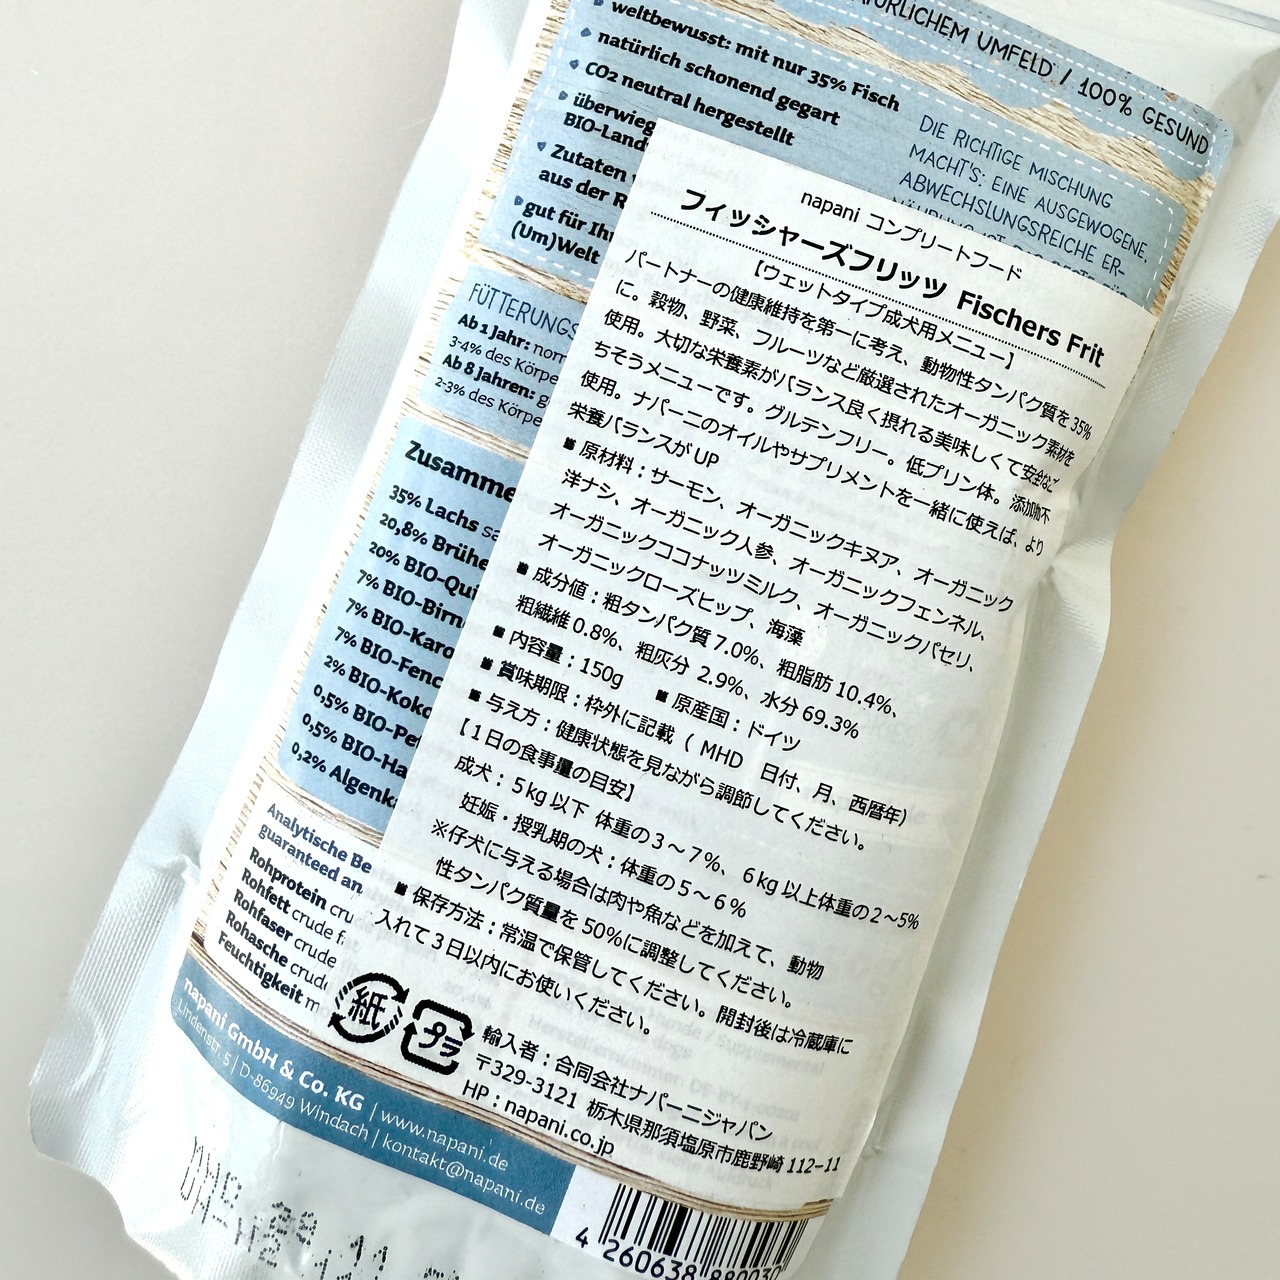 NATÜRLICHEM UMFELD / 100% GESUND
weltbewusst: mit nur 35% Fisch
natürlich schonend gegart
CO2 neutral hergestellt
überwieg
BIO-Land
Zutaten
aus der R
gut für Ihr
(Um)Welt
DIE RICHTIGE MISCHUNG
MACHT'S: EINE AUSGEWOGENE,
ABWECHSLUNGSREICHE ER-
FÜTTERUNGS
Ab 1 Jahr: norm
3-4% des Körpe
Ab 8 Jahren: g
2-3% des Körpe
Zusamme
35% Lachs sa
20,8% Brühe
20% BIO-Qui
7% BIO-Birn
7% BIO-Karo
7% BIO-Fenc
2% BIO-Koko
0,5% BIO-Pet
0,5% BIO-Ha
0,2% Algenka
Analytische Be
guaranteed an
Rohprotein cru
Rohfett crude f
Rohfaser crude
Rohasche crude
Feuchtigkeit m
napani GmbH & Co. KG | www.napani.de
Lindenstr. 5 | D-86949 Windach | kontakt@napani.de
napani コンプリートフード
フィッシャーズフリッツ Fischers Frit
【ウェットタイプ成犬用メニュー】
パートナーの健康維持を第一に考え、動物性タンパク質を35%
に。穀物、野菜、フルーツなど厳選されたオーガニック素材を
使用。大切な栄養素がバランス良く摂れる美味しくて安全なご
ちそうメニューです。グルテンフリー。低プリン体。添加物不
使用。ナパーニのオイルやサプリメントを一緒に使えば、より
栄養バランスがUP
■ 原材料：サーモン、オーガニックキヌア、オーガニック
洋ナシ、オーガニック人参、オーガニックフェンネル、
オーガニックココナッツミルク、オーガニックパセリ、
オーガニックローズヒップ、海藻
■ 成分値：粗タンパク質 7.0%、粗脂肪 10.4%、
粗繊維 0.8%、粗灰分 2.9%、水分 69.3%
■ 内容量：150g ■ 原産国：ドイツ
■ 賞味期限：枠外に記載（ MHD 日付、月、西暦年）
■ 与え方：健康状態を見ながら調節してください。
【１日の食事量の目安】
成犬：５kg 以下 体重の３～７%、６kg 以上体重の２～5%
妊娠・授乳期の犬：体重の５～６%
※仔犬に与える場合は肉や魚などを加えて、動物
性タンパク質量を 50%に調整してください。
■ 保存方法：常温で保管してください。開封後は冷蔵庫に
入れて３日以内にお使いください。
紙
プラ
輸入者：合同会社ナパーニジャパン
〒329-3121 栃木県那須塩原市鹿野崎 112−11
HP：napani.co.jp
4 260638 880030